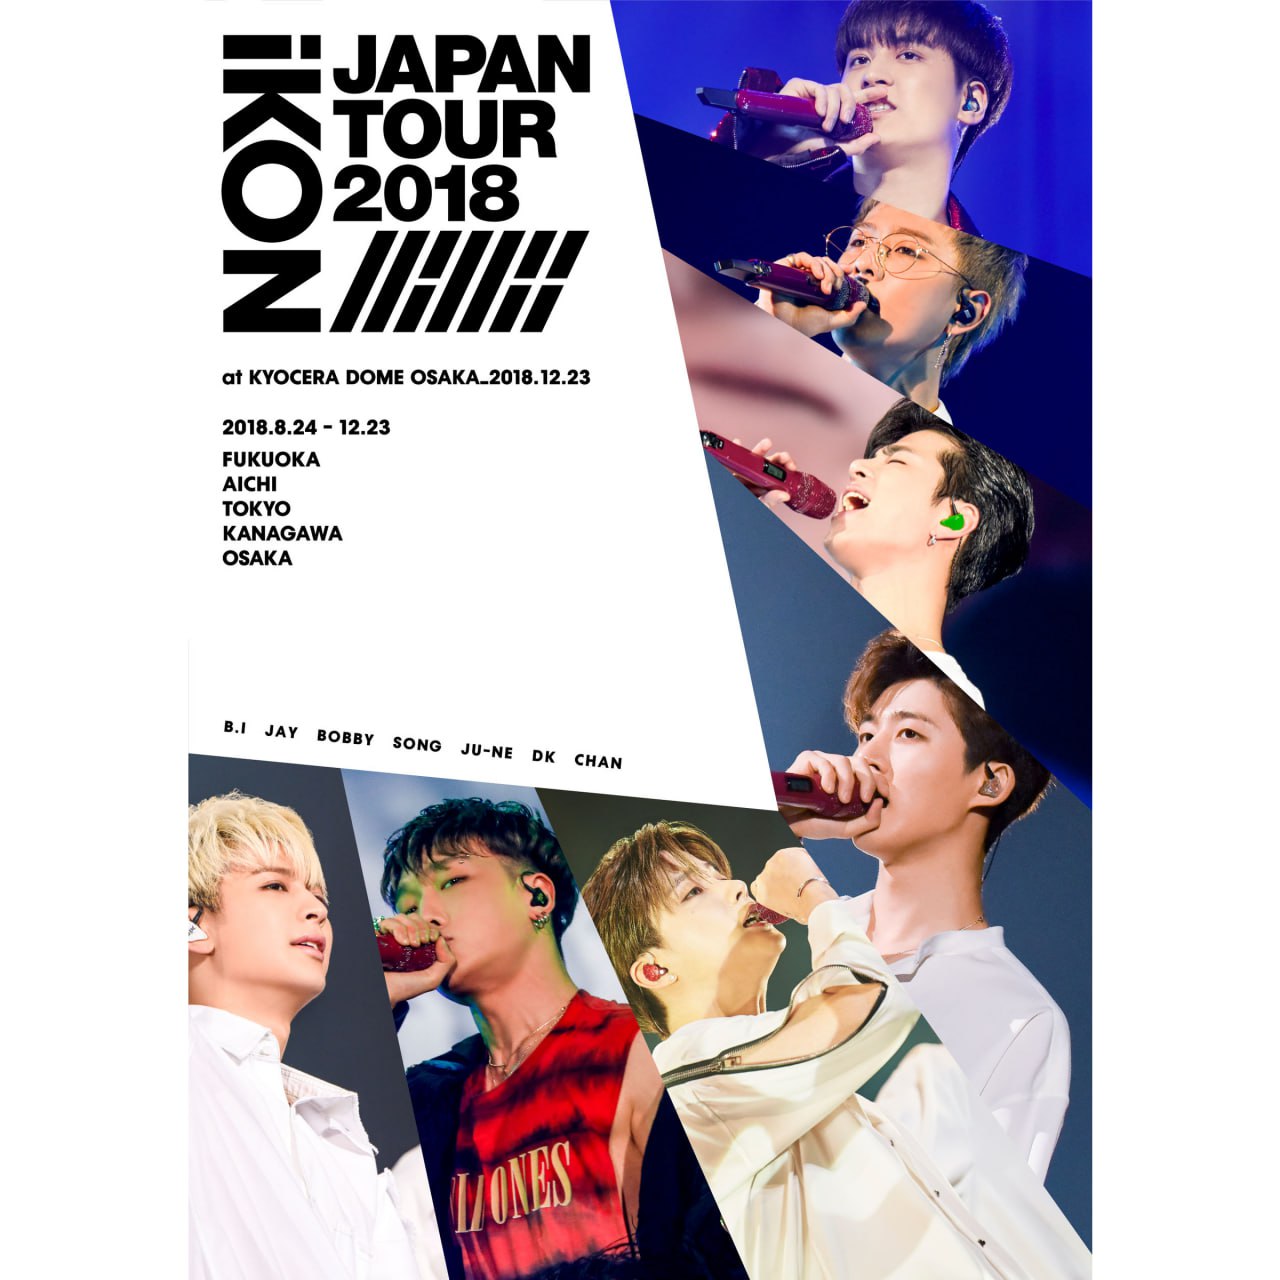 iKON
JAPAN
TOUR
2018
at KYOCERA DOME OSAKA_2018.12.23
2018.8.24 - 12.23
FUKUOKA
AICHI
TOKYO
KANAGAWA
OSAKA
B.I JAY BOBBY SONG JU-NE DK CHAN
ONES